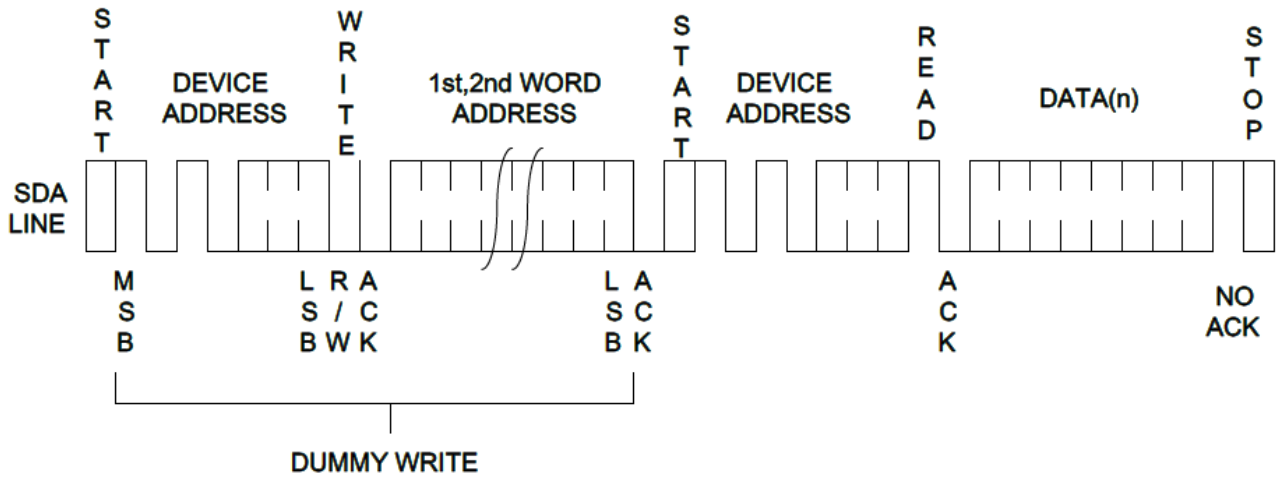 START
DEVICE
ADDRESS
WRITE
1st,2nd WORD
ADDRESS
START
DEVICE
ADDRESS
READ
DATA(n)
STOP
SDA
LINE
MSB
LSB
R/W
ACK
LSB
ACK
ACK
NO
ACK
DUMMY WRITE